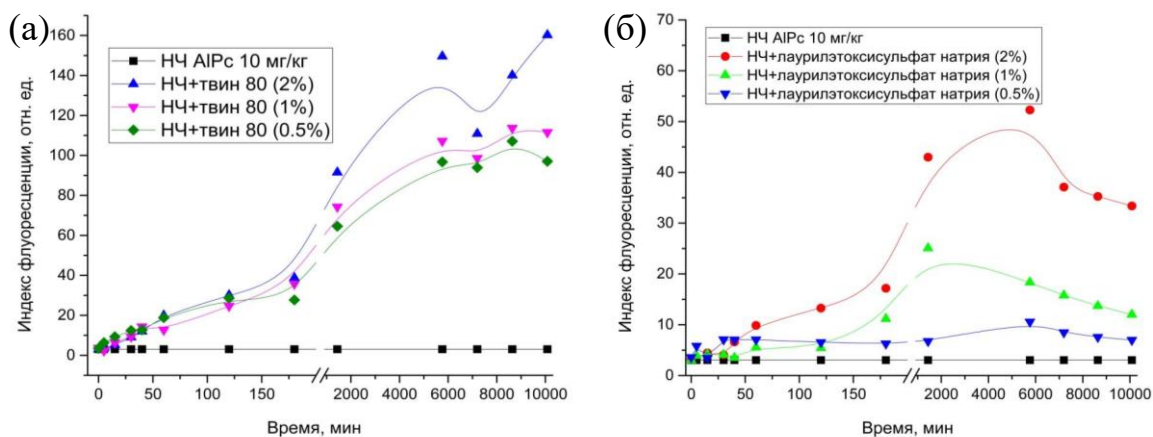 (а)
160
140
120
100
80
60
40
20
0
Индекс флуоресценции, отн. ед.
НЧ AlPc 10 мг/кг
НЧ+твин 80 (2%)
НЧ+твин 80 (1%)
НЧ+твин 80 (0.5%)
0 50 100 150 2000 4000 6000 8000 10000
Время, мин
(б)
70
60
50
40
30
20
10
0
Индекс флуоресценции, отн. ед.
НЧ AlPc 10 мг/кг
НЧ+лаурилэтоксисульфат натрия
(2%)
НЧ+лаурилэтоксисульфат натрия
(1%)
НЧ+лаурилэтоксисульфат натрия (0.5%)
0 50 100 150 2000 4000 6000 8000 10000
Время, мин